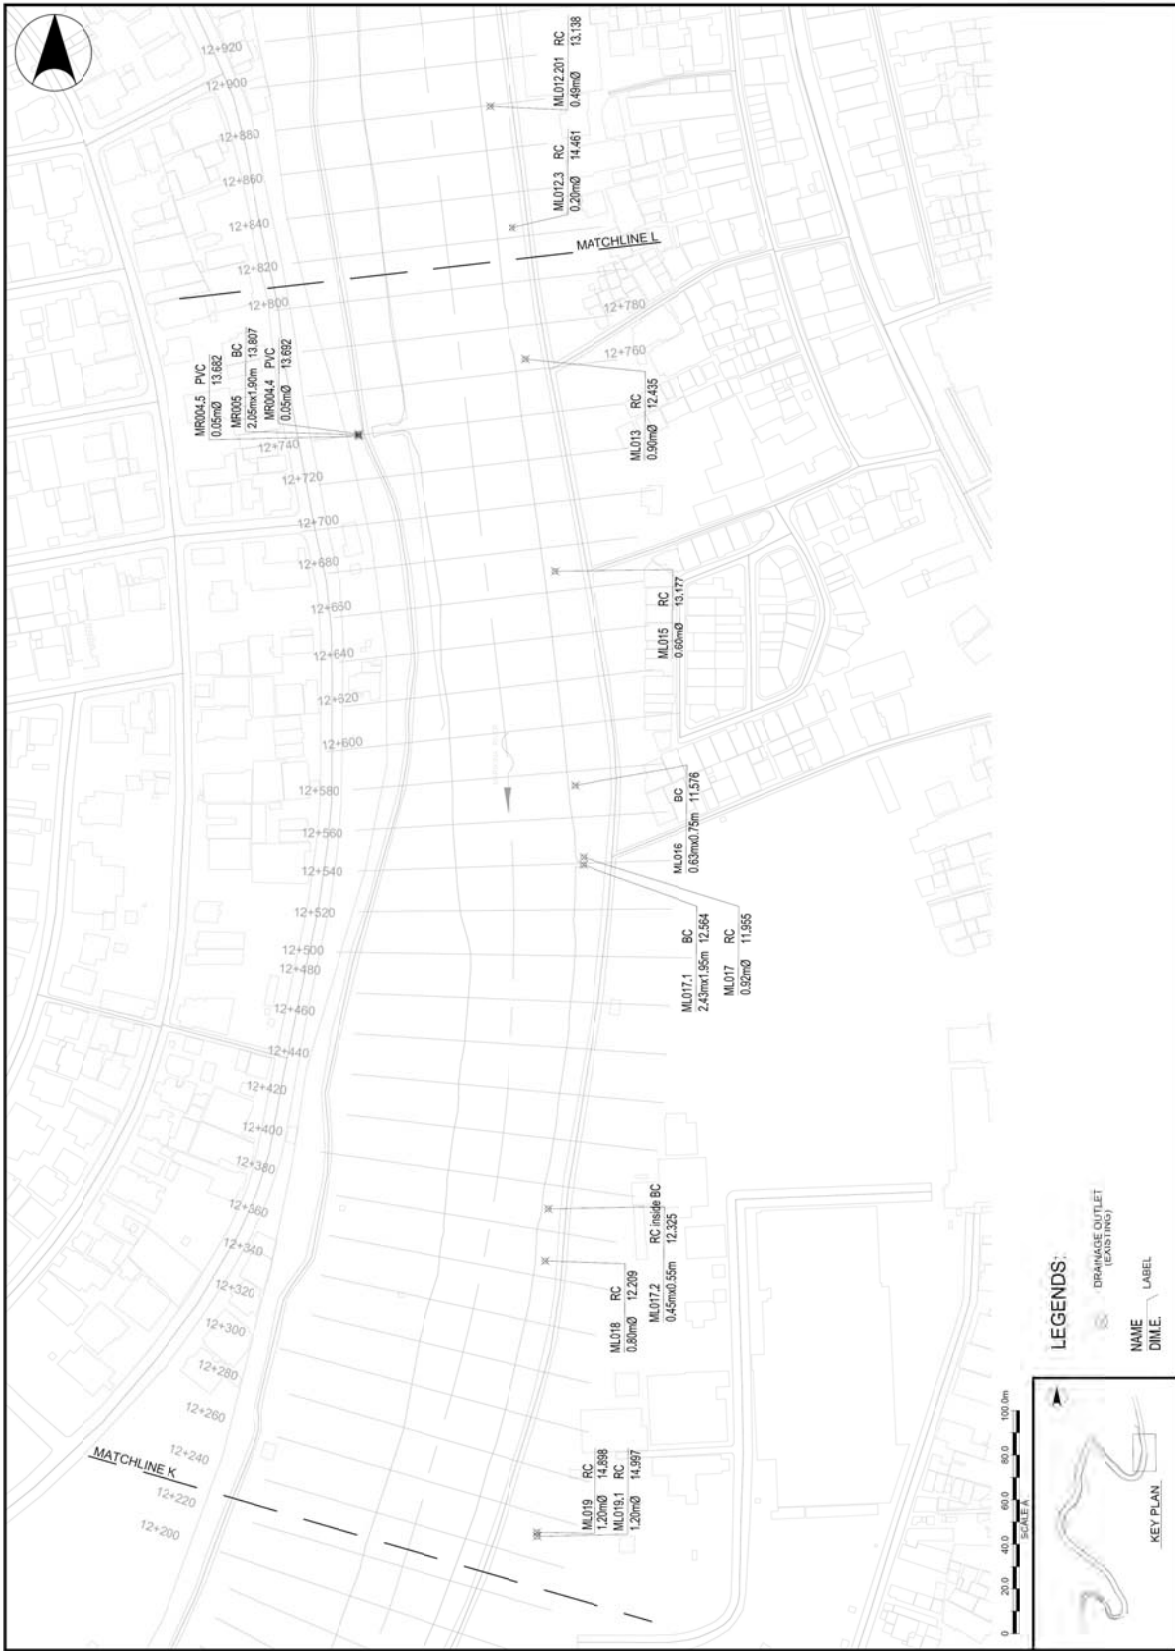 12+920
12+900
12+880
12+860
12+840
12+820
12+800
12+780
12+760
12+740
12+720
12+700
12+680
12+660
12+640
12+620
12+600
12+580
12+560
12+540
12+520
12+500
12+480
12+460
12+440
12+420
12+400
12+380
12+360
12+340
12+320
12+300
12+280
12+260
12+240
12+220
12+200
MATCHLINE L
MATCHLINE K
ML012.201 RC
0.49mØ 13.138
ML012.3 RC
0.20mØ 14.461
MR004.5 PVC
0.05mØ 13.682
MR005 BC
2.05mx1.90m 13.807
MR004.4 PVC
0.05mØ 13.692
ML013 RC
0.90mØ 12.435
ML015 RC
0.60mØ 13.177
ML016 BC
0.63mx0.75m 11.576
ML017.1 BC
2.43mx1.95m 12.564
ML017 RC
0.92mØ 11.955
ML017.2 RC inside BC
0.45mx0.55m 12.325
ML018 RC
0.80mØ 12.209
ML019 RC
1.20mØ 14.898
ML019.1 RC
1.20mØ 14.997
LEGENDS:
DRAINAGE OUTLET
(EXISTING)
NAME
DIM.E.
LABEL
0 20.0 40.0 60.0 80.0 100.0m
SCALE A
KEY PLAN